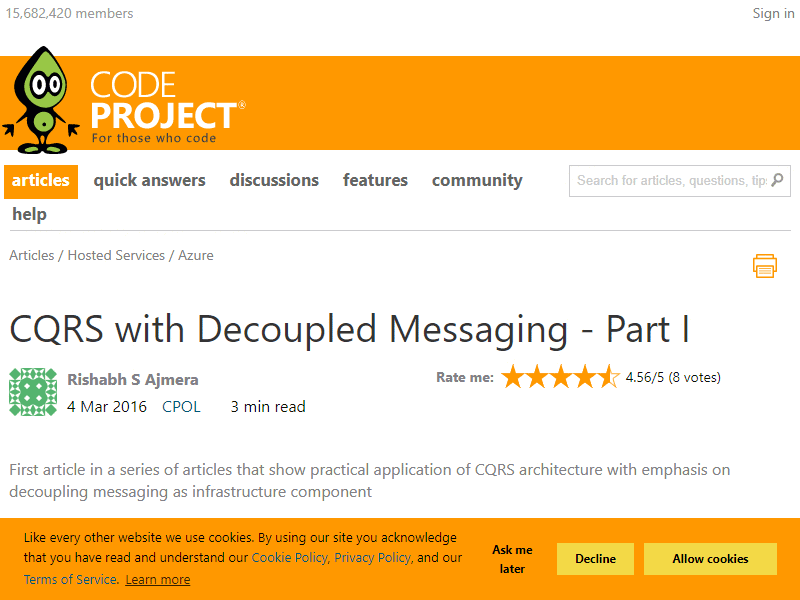 15,682,420 members
Sign in
CODE
PROJECT®
For those who code
articles quick answers discussions features community
Search for articles, questions, tips
help
Articles / Hosted Services / Azure
CQRS with Decoupled Messaging - Part I
Rishabh S Ajmera
Rate me: 4.56/5 (8 votes)
4 Mar 2016 CPOL 3 min read
First article in a series of articles that show practical application of CQRS architecture with emphasis on
decoupling messaging as infrastructure component
Like every other website we use cookies. By using our site you acknowledge
that you have read and understand our Cookie Policy, Privacy Policy, and our
Terms of Service. Learn more
Ask me
later
Decline
Allow cookies